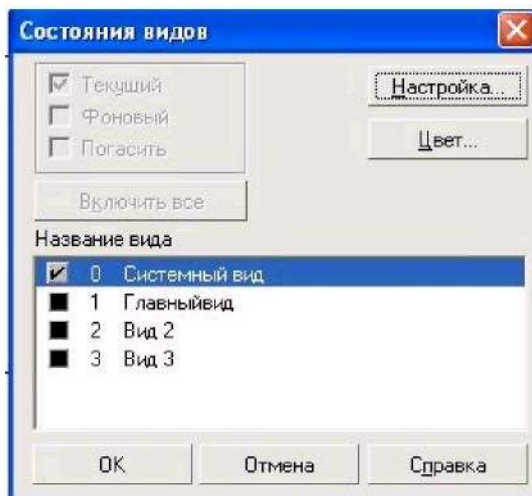 Состояния видов
Текущий
Фоновый
Погасить
Настройка...
Цвет...
Включить все
Название вида
0 Системный вид
1 Главныйвид
2 Вид 2
3 Вид 3
OK Отмена Справка